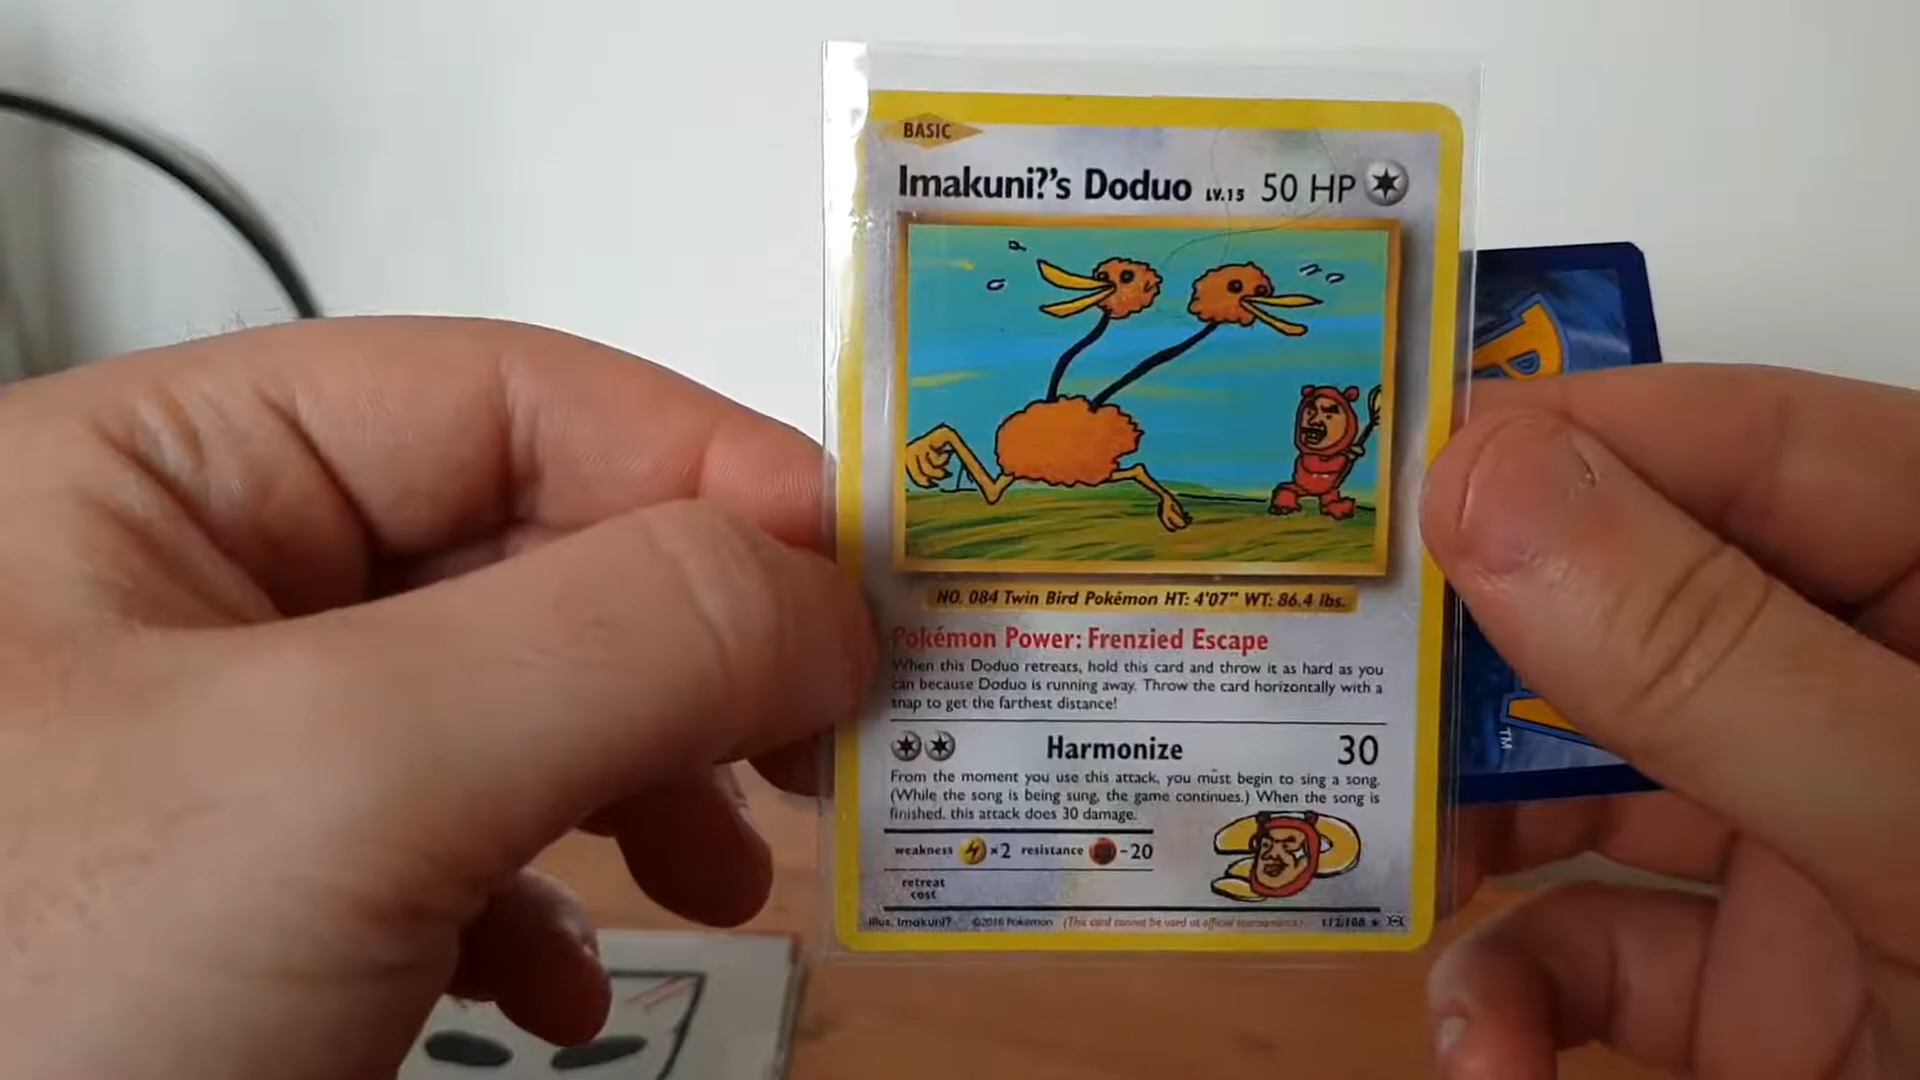 BASIC
Imakuni?'s Doduo LV.15 50 HP
NO. 084 Twin Bird Pokémon HT: 4'07" WT: 86.4 lbs.
Pokémon Power: Frenzied Escape
When this Doduo retreats, hold this card and throw it as hard as you
can because Doduo is running away. Throw the card horizontally with a
snap to get the farthest distance!
Harmonize 30
From the moment you use this attack, you must begin to sing a song.
(While the song is being sung, the game continues.) When the song is
finished, this attack does 30 damage.
weakness ×2 resistance -20
retreat
cost
Illus. Imakuni? ©2016 Pokémon (This card cannot be used at official tournaments.) 112/108
P
TM